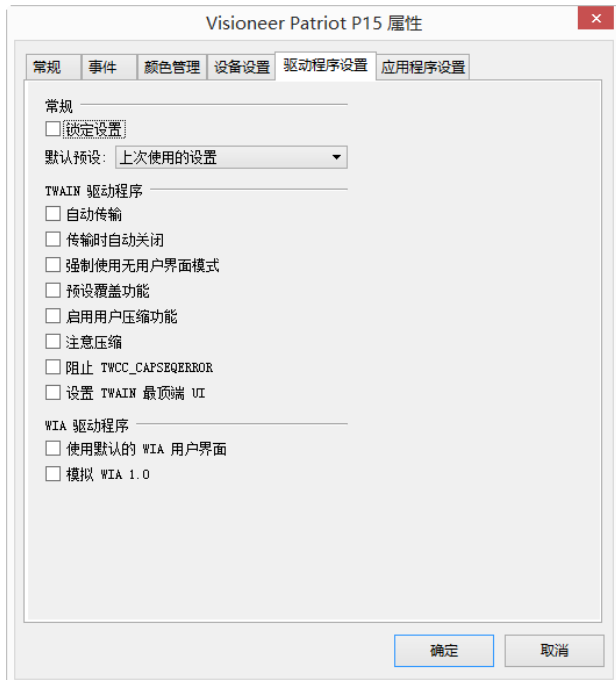 Visioneer Patriot P15 属性
常规 事件 颜色管理 设备设置 驱动程序设置 应用程序设置
常规
锁定设置
默认预设: 上次使用的设置
TWAIN 驱动程序
自动传输
传输时自动关闭
强制使用无用户界面模式
预设覆盖功能
启用用户压缩功能
注意压缩
阻止 TWCC_CAPSEQERROR
设置 TWAIN 最顶端 UI
WIA 驱动程序
使用默认的 WIA 用户界面
模拟 WIA 1.0
确定 取消